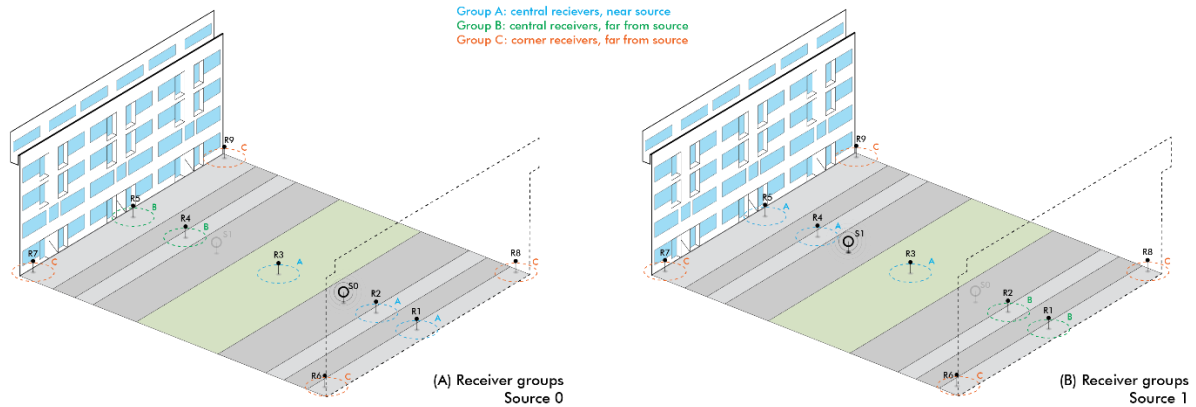 Group A: central recievers, near source
Group B: central receivers, far from source
Group C: corner receivers, far from source
R9
C
R5
B
R4
B
S1
R7
C
R3
A
R8
C
S0
R2
A
R1
A
R6
C
(A) Receiver groups
Source 0
R9
C
R5
A
R4
A
S1
R7
C
R3
A
R8
C
S0
R2
B
R1
B
R6
C
(B) Receiver groups
Source 1